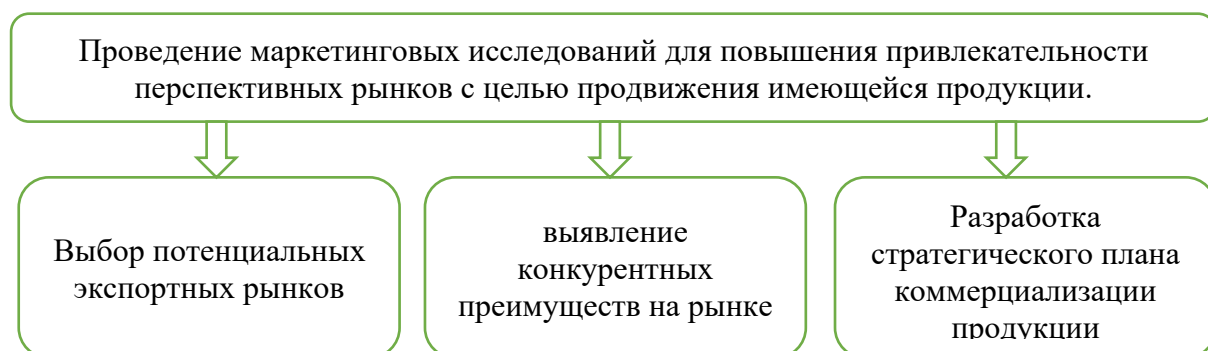 Проведение маркетинговых исследований для повышения привлекательности
перспективных рынков с целью продвижения имеющейся продукции.
Выбор потенциальных
экспортных рынков
выявление
конкурентных
преимуществ на рынке
Разработка
стратегического плана
коммерциализации
продукции